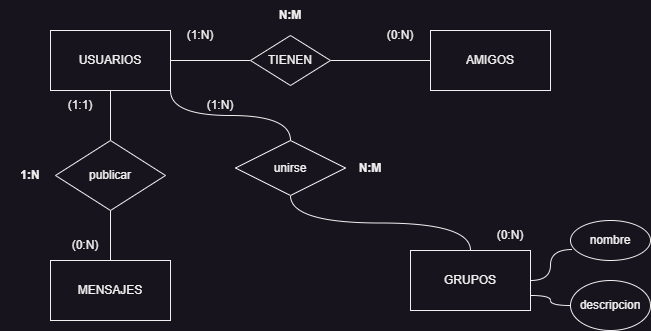 N:M
(1:N)
(0:N)
USUARIOS
TIENEN
AMIGOS
(1:1)
(1:N)
1:N
publicar
unirse
N:M
(0:N)
(0:N)
nombre
MENSAJES
GRUPOS
descripcion